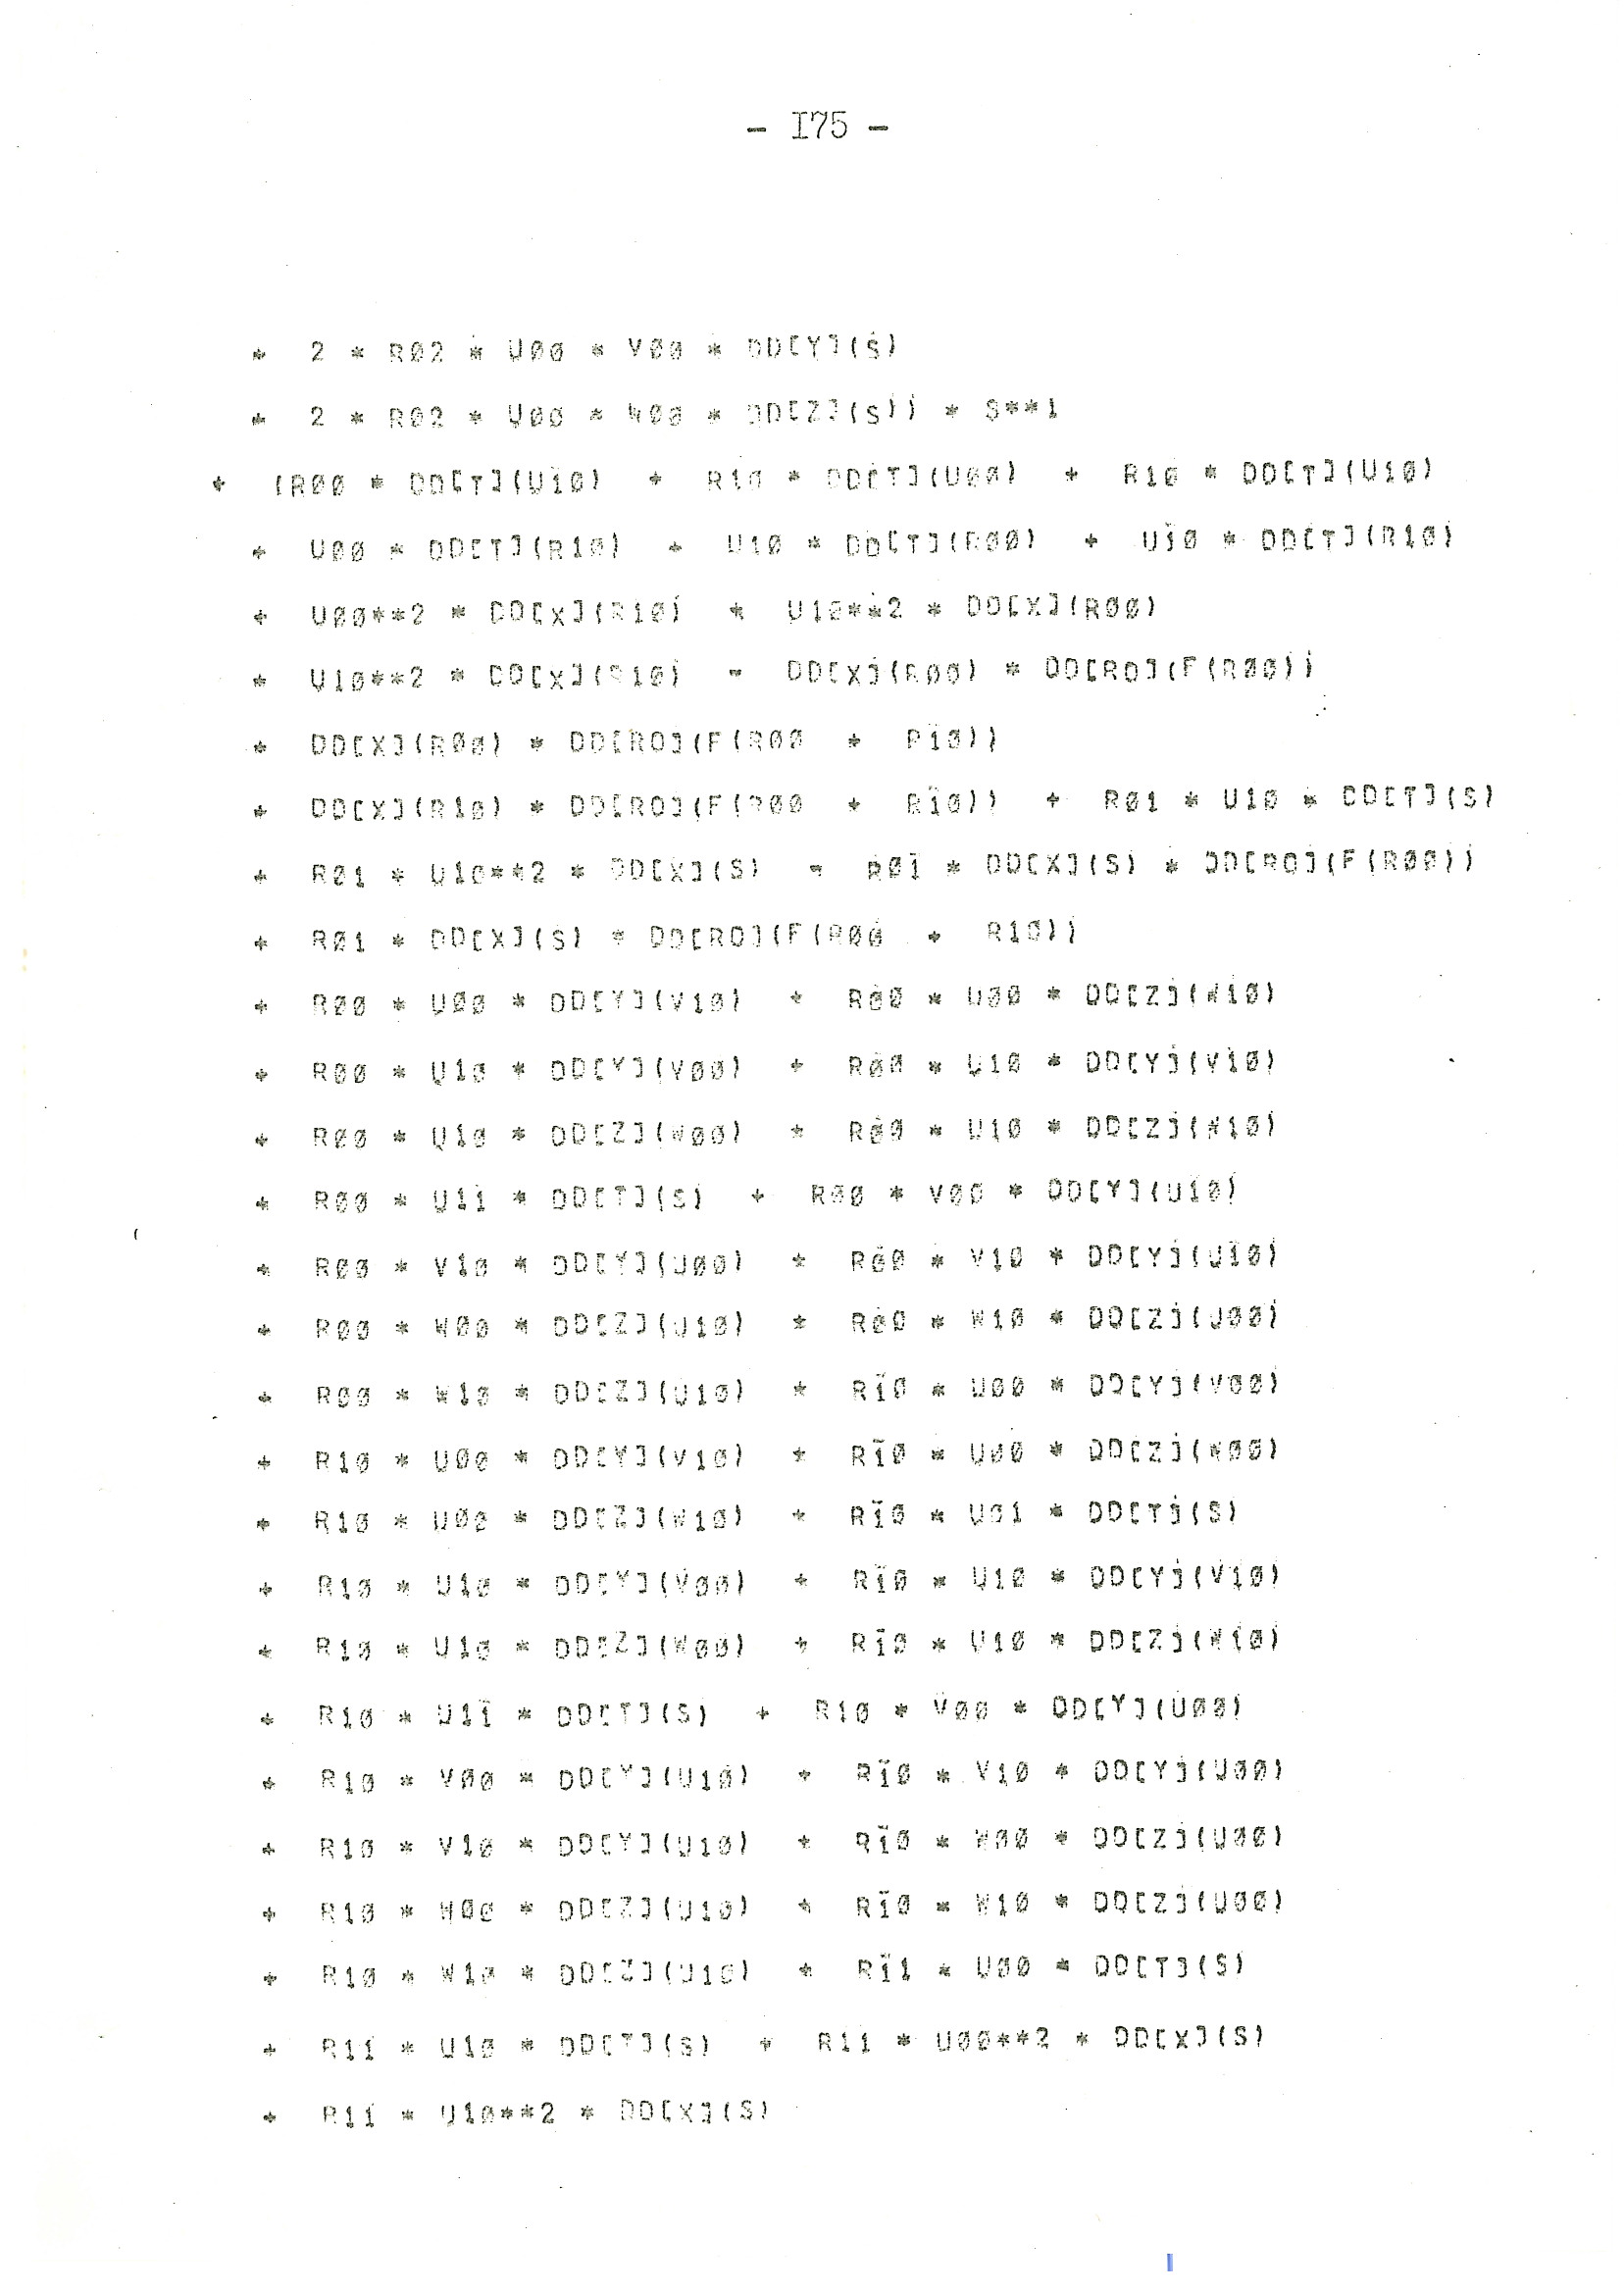 - I75 -
+ 2 * R02 * U00 * V00 * DD[Y](S)
+ 2 * R02 * U00 * W00 * DD[Z](S)) * S**1
+ (R00 * DD[T](U10) + R10 * DD[T](U00) + R10 * DD[T](U10)
+ U00 * DD[T](R10) + U10 * DD[T](R00) + U10 * DD[T](R10)
+ U00**2 * DD[X](R10) + U10**2 * DD[X](R00)
+ U10**2 * DD[X](R10) - DD[X](R00) * DD[RO](F(R00))
+ DD[X](R00) * DD[RO](F(R00 + R10))
+ DD[X](R10) * DD[RO](F(R00 + R10)) + R01 * U10 * DD[T](S)
+ R01 * U10**2 * DD[X](S) - R01 * DD[X](S) * DD[RO](F(R00))
+ R01 * DD[X](S) * DD[RO](F(R00 + R10))
+ R00 * U00 * DD[Y](V10) + R00 * U00 * DD[Z](W10)
+ R00 * U10 * DD[Y](V00) + R00 * U10 * DD[Y](V10)
+ R00 * U10 * DD[Z](W00) + R00 * U10 * DD[Z](W10)
+ R00 * U11 * DD[T](S) + R00 * V00 * DD[Y](U10)
+ R00 * V10 * DD[Y](U00) + R00 * V10 * DD[Y](U10)
+ R00 * W00 * DD[Z](U10) + R00 * W10 * DD[Z](U00)
+ R00 * W10 * DD[Z](U10) + R10 * U00 * DD[Y](V00)
+ R10 * U00 * DD[Y](V10) + R10 * U00 * DD[Z](W00)
+ R10 * U00 * DD[Z](W10) + R10 * U01 * DD[T](S)
+ R10 * U10 * DD[Y](V00) + R10 * U10 * DD[Y](V10)
+ R10 * U10 * DD[Z](W00) + R10 * U10 * DD[Z](W10)
+ R10 * U11 * DD[T](S) + R10 * V00 * DD[Y](U00)
+ R10 * V00 * DD[Y](U10) + R10 * V10 * DD[Y](U00)
+ R10 * V10 * DD[Y](U10) + R10 * W00 * DD[Z](U00)
+ R10 * W00 * DD[Z](U10) + R10 * W10 * DD[Z](U00)
+ R10 * W10 * DD[Z](U10) + R11 * U00 * DD[T](S)
+ R11 * U10 * DD[T](S) + R11 * U00**2 * DD[X](S)
+ R11 * U10**2 * DD[X](S)